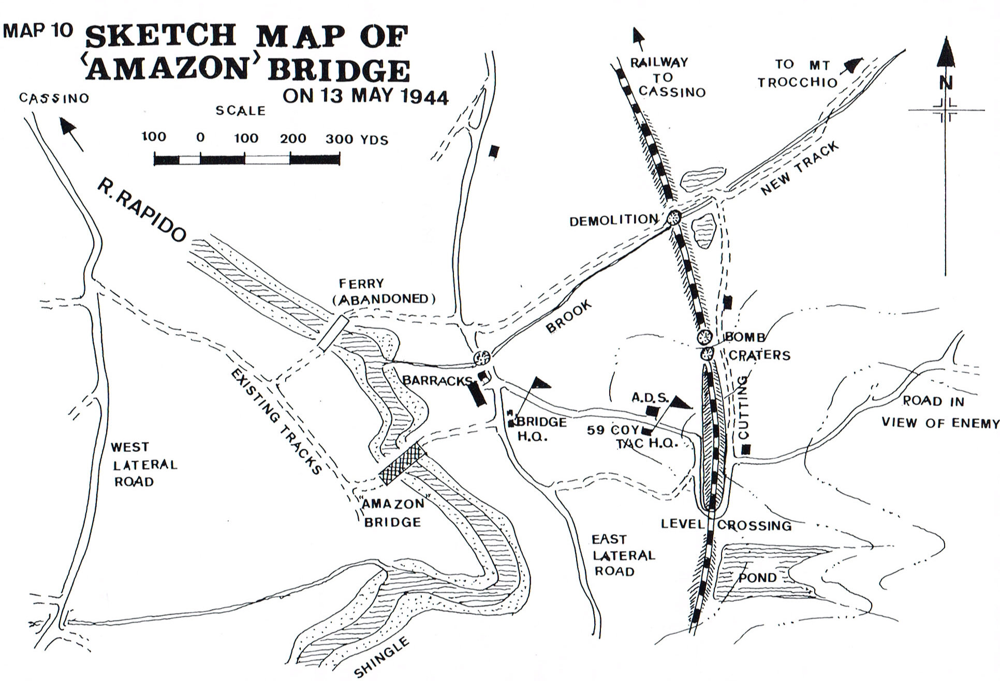 MAP 10 SKETCH MAP OF
‘AMAZON’ BRIDGE
ON 13 MAY 1944
CASSINO
SCALE
100 0 100 200 300 YDS
RAILWAY
TO
CASSINO
TO MT
TROCCHIO
N
R. RAPIDO
NEW TRACK
DEMOLITION
FERRY
(ABANDONED)
BROOK
BOMB
CRATERS
EXISTING TRACKS
BARRACKS
CUTTING
A.D.S.
ROAD IN
VIEW OF ENEMY
BRIDGE
H.Q.
59 COY
TAC H.Q.
WEST
LATERAL
ROAD
"AMAZON"
BRIDGE
LEVEL CROSSING
EAST
LATERAL
ROAD
POND
SHINGLE